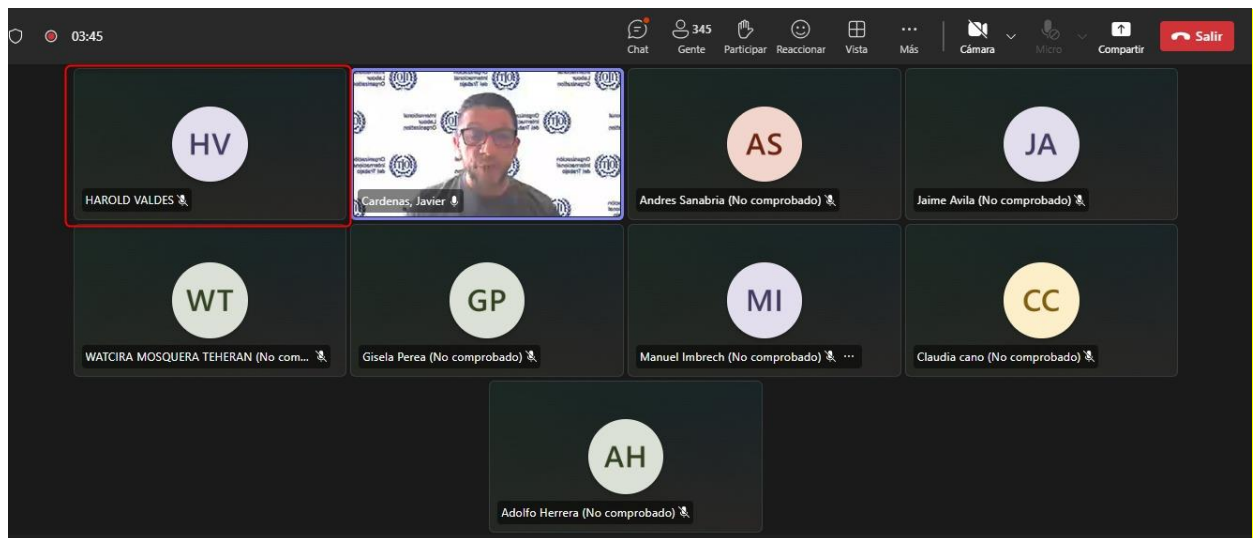 03:45
345
Chat Gente Participar Reaccionar Vista Más Cámara Micro Compartir Salir
HV
HAROLD VALDES
Cardenas, Javier
AS
Andres Sanabria (No comprobado)
JA
Jaime Avila (No comprobado)
WT
WATCIRA MOSQUERA TEHERAN (No com...
GP
Gisela Perea (No comprobado)
MI
Manuel Imbrech (No comprobado) ...
CC
Claudia cano (No comprobado)
AH
Adolfo Herrera (No comprobado)